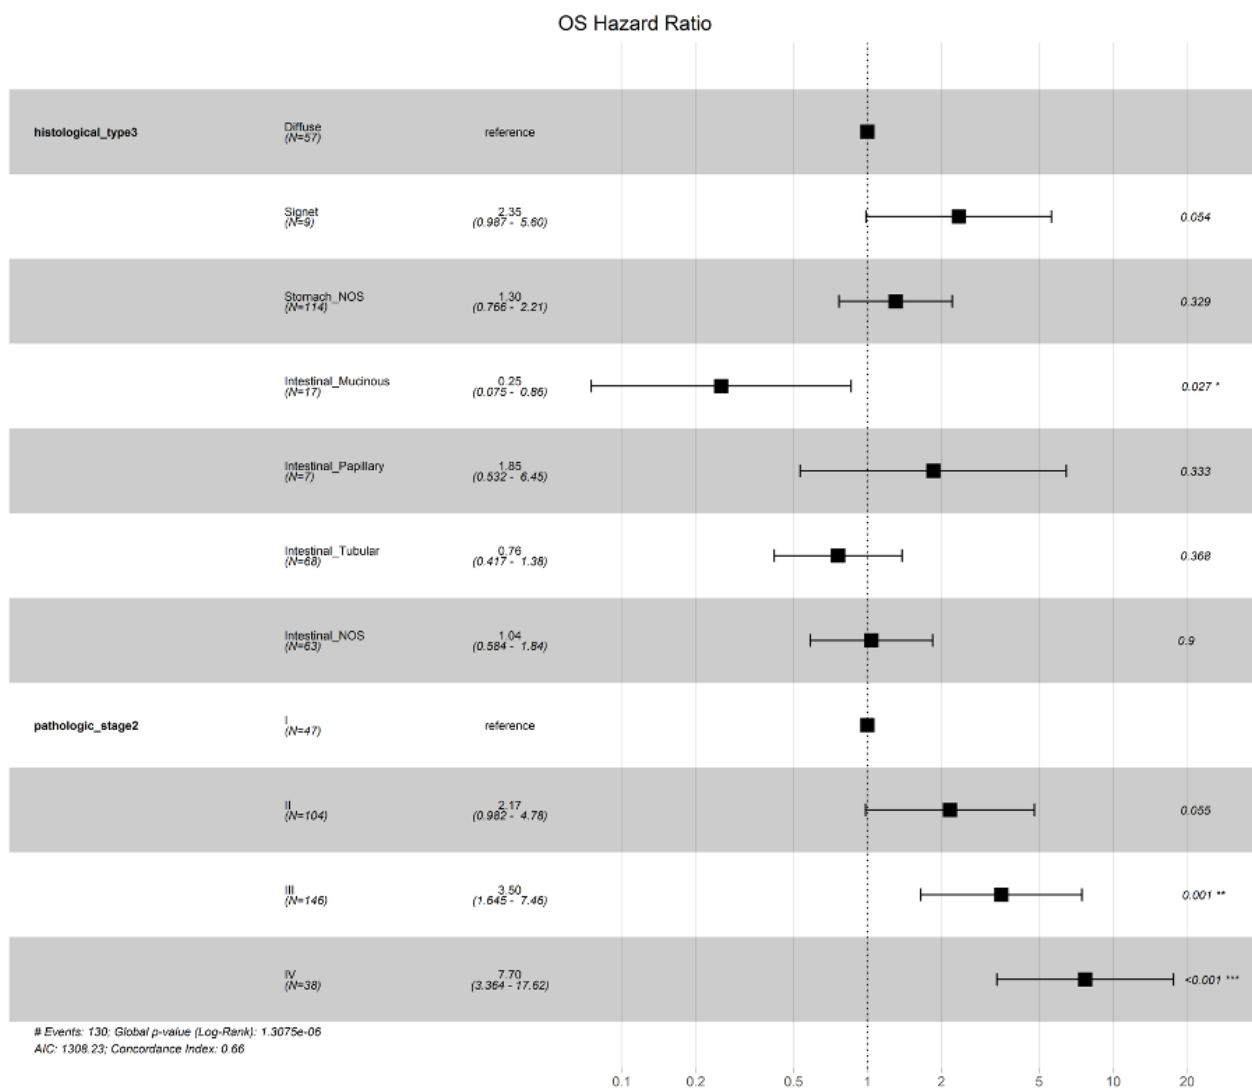 OS Hazard Ratio
histological_type3 Diffuse reference
(N=57)
Signet 2.35 0.054
(N=9) (0.987 - 5.60)
Stomach_NOS 1.30 0.329
(N=114) (0.766 - 2.21)
Intestinal_Mucinous 0.25 0.027 *
(N=17) (0.075 - 0.86)
Intestinal_Papillary 1.85 0.333
(N=7) (0.532 - 6.45)
Intestinal_Tubular 0.76 0.368
(N=68) (0.417 - 1.38)
Intestinal_NOS 1.04 0.9
(N=63) (0.584 - 1.84)
pathologic_stage2 I reference
(N=47)
II 2.17 0.055
(N=104) (0.982 - 4.78)
III 3.50 0.001 **
(N=146) (1.645 - 7.46)
IV 7.70 <0.001 ***
(N=38) (3.364 - 17.62)
# Events: 130; Global p-value (Log-Rank): 1.3075e-06
AIC: 1308.23; Concordance Index: 0.66
0.1 0.2 0.5 1 2 5 10 20